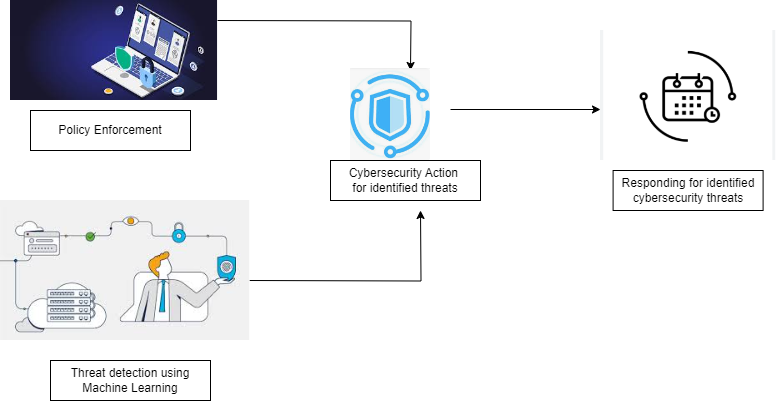 Policy Enforcement
Cybersecurity Action
for identified threats
Responding for identified
cybersecurity threats
Threat detection using
Machine Learning